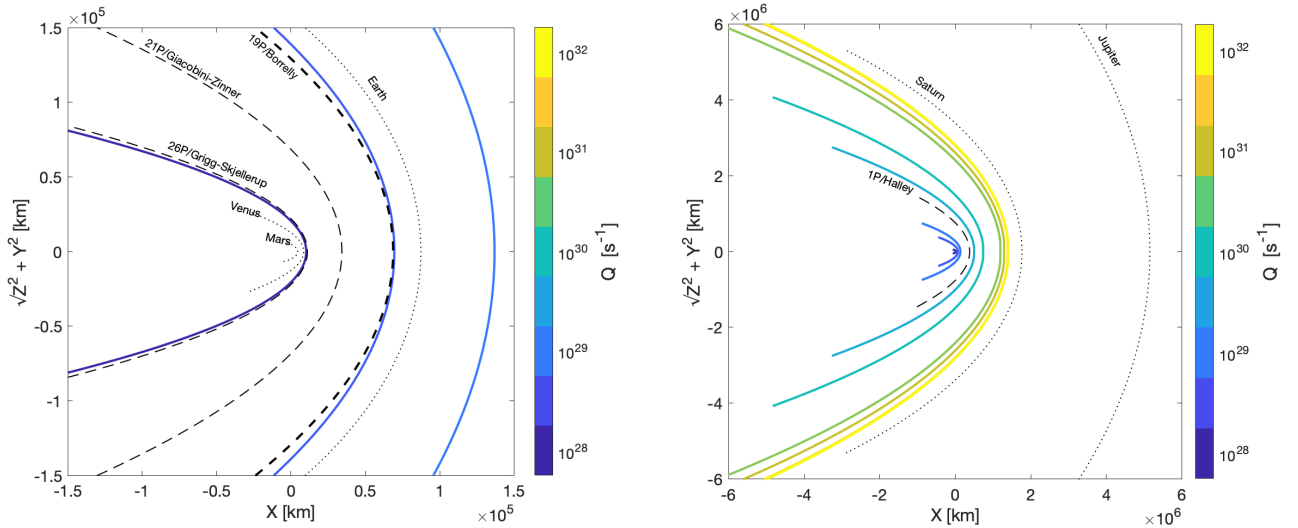 ×10⁵
1.5
1
0.5
0
-0.5
-1
-1.5
√Z² + Y² [km]
-1.5
-1
-0.5
0
0.5
1
1.5
X [km]
×10⁵
21P/Giacobini-Zinner
19P/Borrelly
Earth
26P/Grigg-Skjellerup
Venus
Mars
10³²
10³¹
10³⁰
10²⁹
10²⁸
Q [s⁻¹]
×10⁶
6
4
2
0
-2
-4
-6
√Z² + Y² [km]
-6
-4
-2
0
2
4
6
X [km]
×10⁶
Jupiter
Saturn
1P/Halley
10³²
10³¹
10³⁰
10²⁹
10²⁸
Q [s⁻¹]